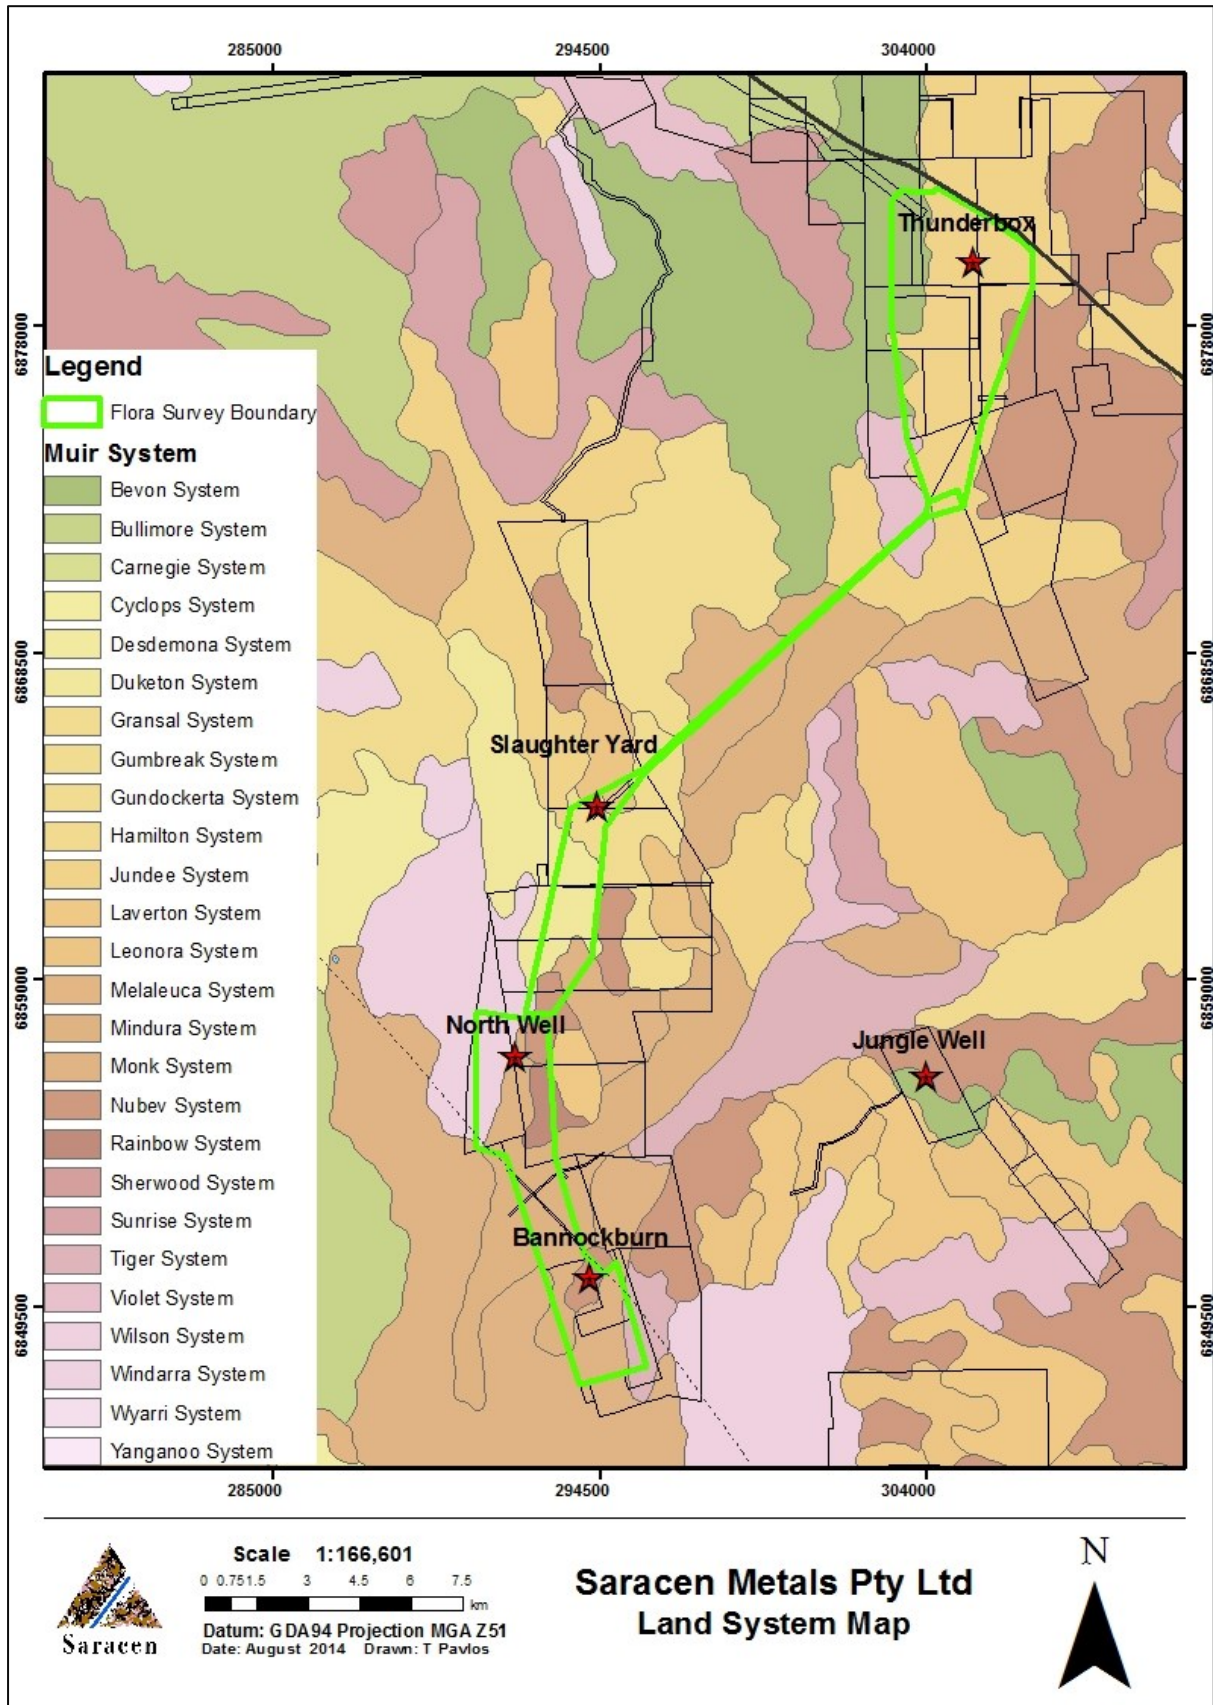 285000 294500 304000
Thunderbox
6878000 6878000
Legend
Flora Survey Boundary
Muir System
Bevon System
Bullimore System
Carnegie System
Cyclops System
Desdemona System
Duketon System
Gransal System
Gumbreak System
Gundockerta System
Hamilton System
Jundee System
Laverton System
Leonora System
Melaleuca System
Mindura System
Monk System
Nubev System
Rainbow System
Sherwood System
Sunrise System
Tiger System
Violet System
Wilson System
Windarra System
Wyarri System
Yanganoo System
6868500 6868500
Slaughter Yard
6859000 6859000
North Well
Jungle Well
Bannockburn
6849500 6849500
285000 294500 304000
Scale 1:166,601
0 0.751.5 3 4.5 6 7.5
km
Datum: GDA94 Projection MGA Z51
Date: August 2014 Drawn: T Pavlos
Saracen
Saracen Metals Pty Ltd
Land System Map
N